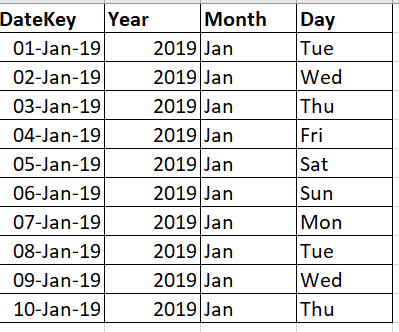 DateKey Year Month Day
01-Jan-19 2019 Jan Tue
02-Jan-19 2019 Jan Wed
03-Jan-19 2019 Jan Thu
04-Jan-19 2019 Jan Fri
05-Jan-19 2019 Jan Sat
06-Jan-19 2019 Jan Sun
07-Jan-19 2019 Jan Mon
08-Jan-19 2019 Jan Tue
09-Jan-19 2019 Jan Wed
10-Jan-19 2019 Jan Thu